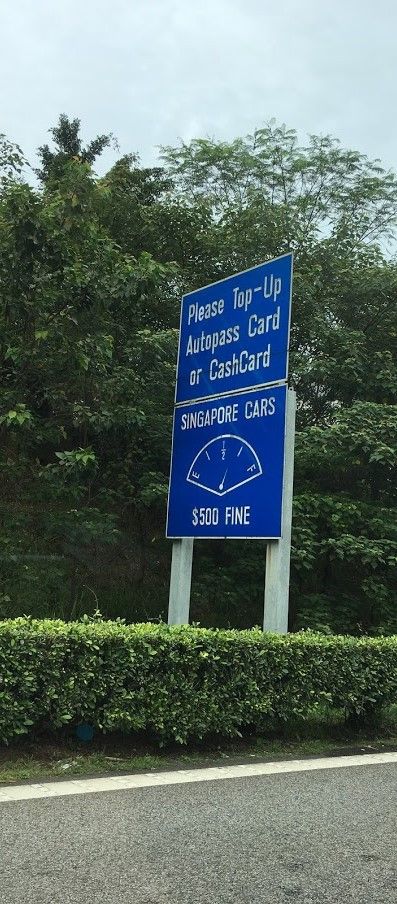 Please Top-Up
Autopass Card
or CashCard
SINGAPORE CARS
E 1/2 F
$500 FINE